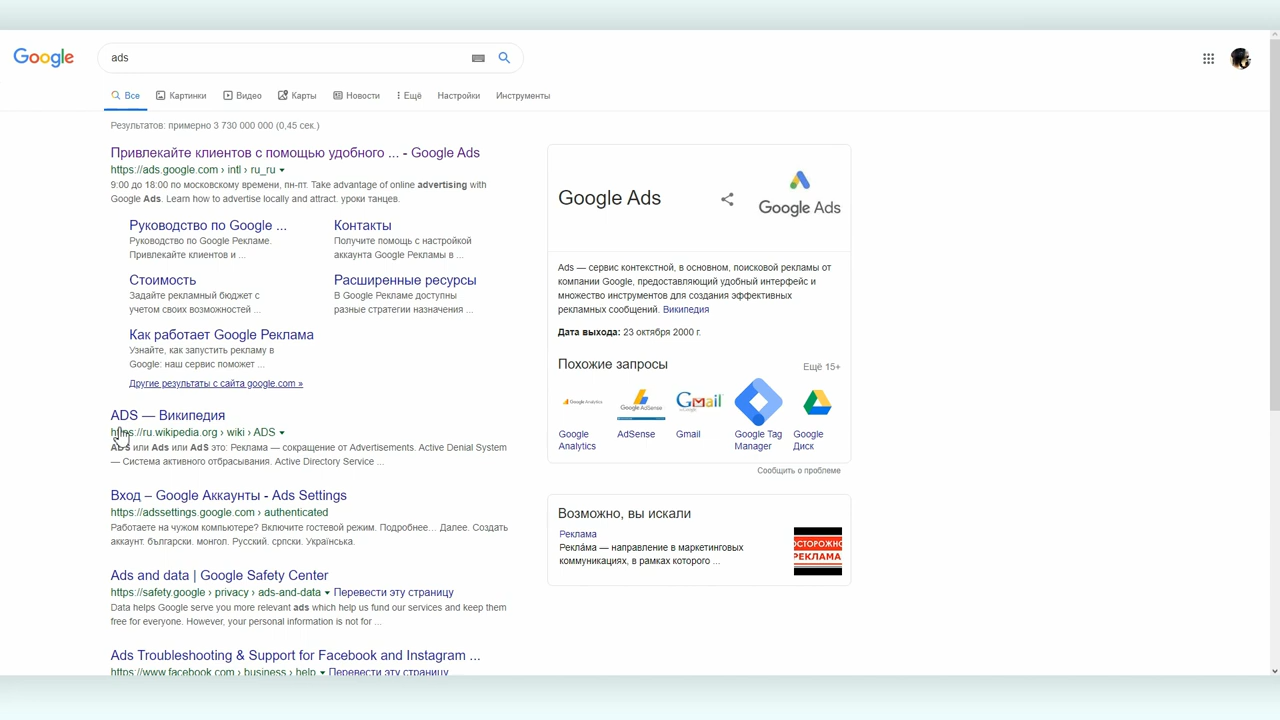 Google
ads
Все
Картинки
Видео
Карты
Новости
Ещё
Настройки
Инструменты
Результатов: примерно 3 730 000 000 (0,45 сек.)
Привлекайте клиентов с помощью удобного ... - Google Ads
https://ads.google.com › intl › ru_ru
9:00 до 18:00 по московскому времени, пн-пт. Take advantage of online advertising with
Google Ads. Learn how to advertise locally and attract. уроки танцев.
Руководство по Google ...
Руководство по Google Рекламе.
Привлекайте клиентов и ...
Контакты
Получите помощь с настройкой
аккаунта Google Рекламы в ...
Стоимость
Задайте рекламный бюджет с
учетом своих возможностей ...
Расширенные ресурсы
В Google Рекламе доступны
разные стратегии назначения ...
Как работает Google Реклама
Узнайте, как запустить рекламу в
Google: наш сервис поможет ...
Другие результаты с сайта google.com »
ADS — Википедия
https://ru.wikipedia.org › wiki › ADS
ADS или Ads или AdS это: Реклама — сокращение от Advertisements. Active Denial System
— Система активного отбрасывания. Active Directory Service ...
Вход – Google Аккаунты - Ads Settings
https://adssettings.google.com › authenticated
Работаете на чужом компьютере? Включите гостевой режим. Подробнее… Далее. Создать
аккаунт. български. монгол. Русский. српски. Українська.
Ads and data | Google Safety Center
https://safety.google › privacy › ads-and-data Перевести эту страницу
Data helps Google serve you more relevant ads which help us fund our services and keep them
free for everyone. However, your personal information is not for ...
Ads Troubleshooting & Support for Facebook and Instagram ...
https://www.facebook.com › business › help Перевести эту страницу
Google Ads
Google Ads
Ads — сервис контекстной, в основном, поисковой рекламы от
компании Google, предоставляющий удобный интерфейс и
множество инструментов для создания эффективных
рекламных сообщений. Википедия
Дата выхода: 23 октября 2000 г.
Похожие запросы
Ещё 15+
Google Analytics
Google AdSense
Gmail
Google
Analytics
AdSense
Gmail
Google Tag
Manager
Google
Диск
Сообщить о проблеме
Возможно, вы искали
Реклама
Рекла́ма — направление в маркетинговых
коммуникациях, в рамках которого ...
ОСТОРОЖНО
РЕКЛАМА